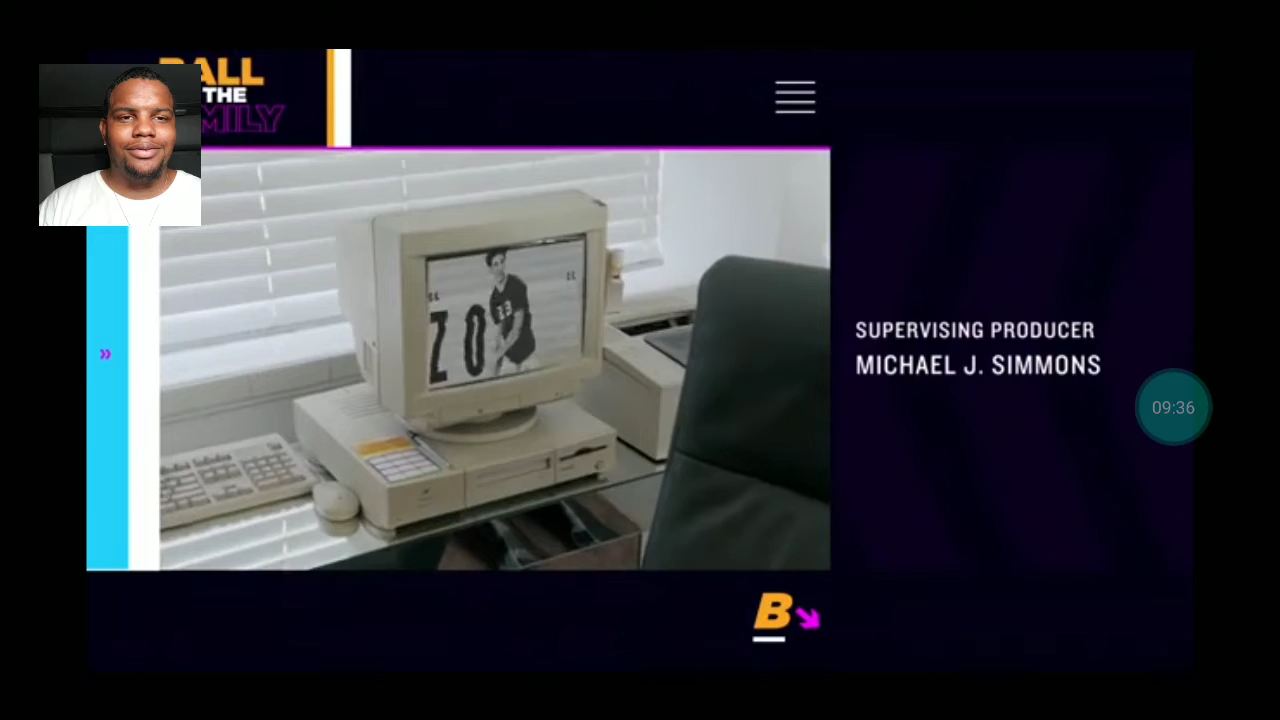 BALL
THE
MILY
ZO
»
SUPERVISING PRODUCER
MICHAEL J. SIMMONS
09:36
B